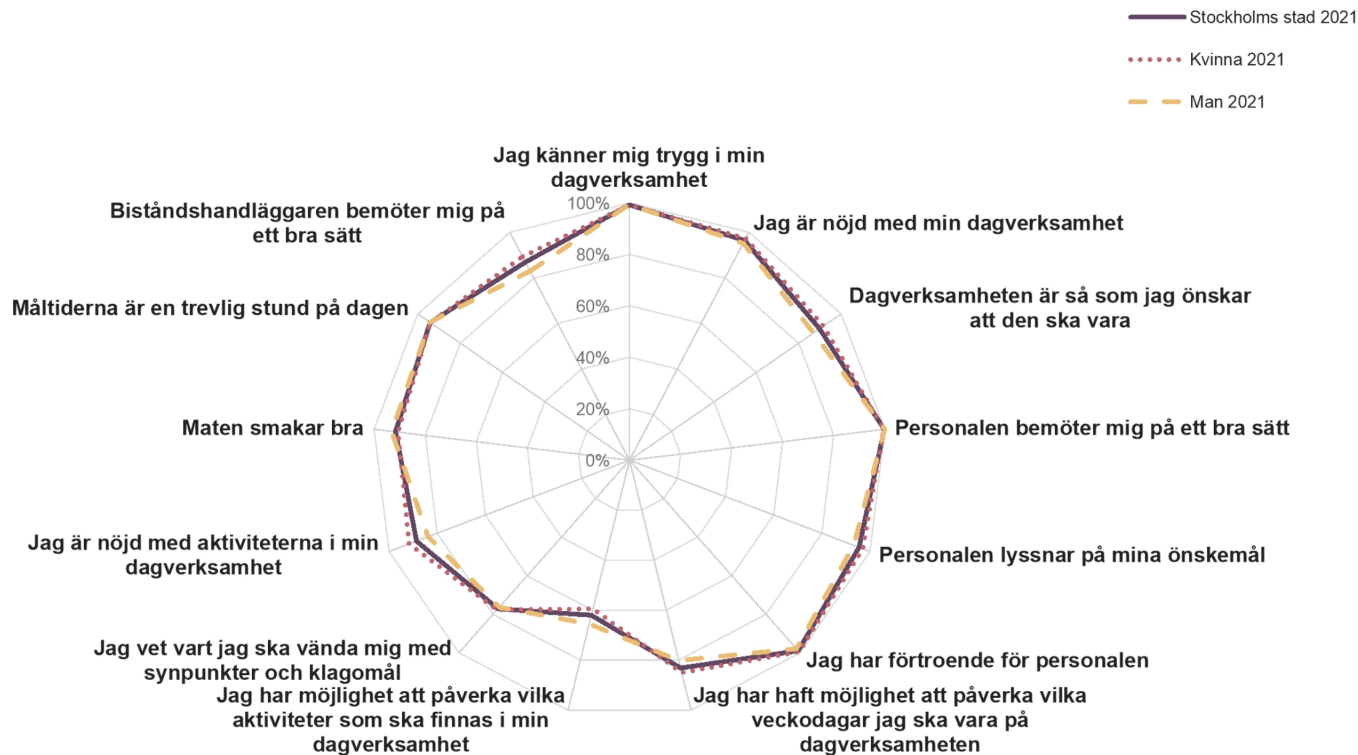 Stockholms stad 2021
Kvinna 2021
Man 2021
Jag känner mig trygg i min
dagverksamhet
Jag är nöjd med min dagverksamhet
Dagverksamheten är så som jag önskar
att den ska vara
Personalen bemöter mig på ett bra sätt
Personalen lyssnar på mina önskemål
Jag har förtroende för personalen
Jag har haft möjlighet att påverka vilka
veckodagar jag ska vara på
dagverksamheten
Jag har möjlighet att påverka vilka
aktiviteter som ska finnas i min
dagverksamhet
Jag vet vart jag ska vända mig med
synpunkter och klagomål
Jag är nöjd med aktiviteterna i min
dagverksamhet
Maten smakar bra
Måltiderna är en trevlig stund på dagen
Biståndshandläggaren bemöter mig på
ett bra sätt
100%
80%
60%
40%
20%
0%